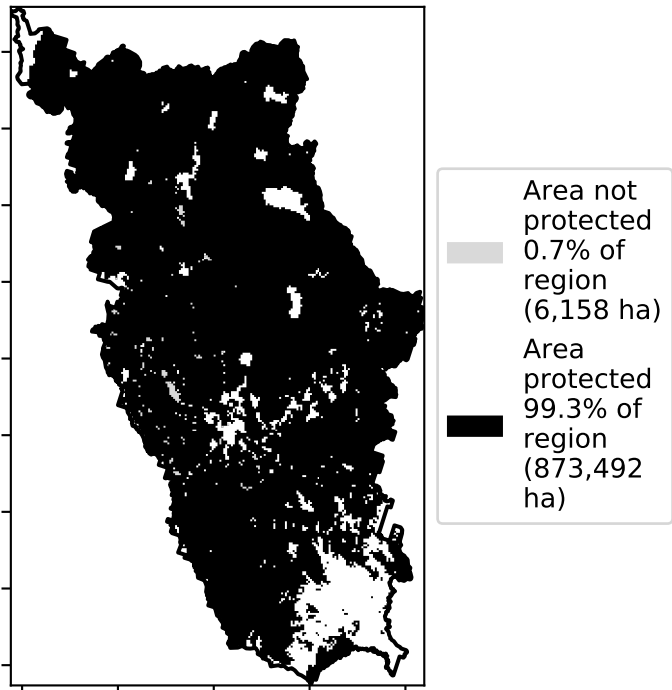 Area not
protected
0.7% of
region
(6,158 ha)
Area
protected
99.3% of
region
(873,492
ha)